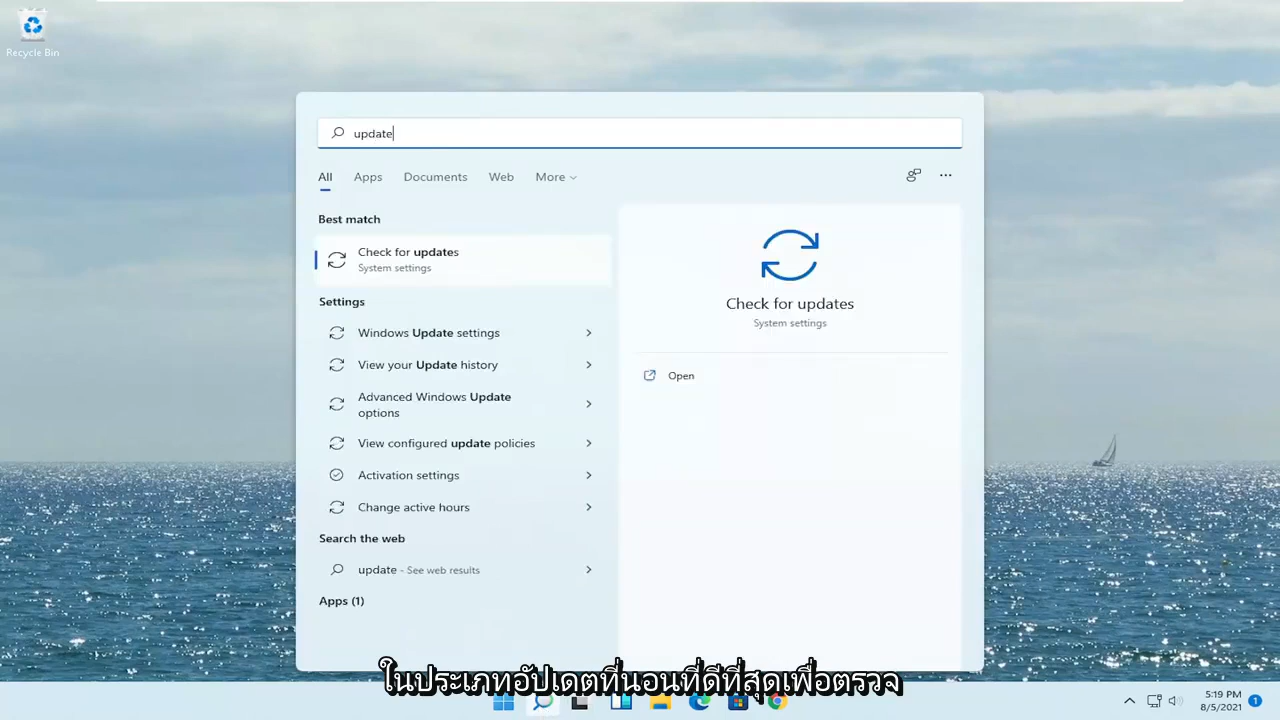 Recycle Bin
update
All Apps Documents Web More
Best match
Check for updates
System settings
Settings
Windows Update settings
View your Update history
Advanced Windows Update
options
View configured update policies
Activation settings
Change active hours
Search the web
update - See web results
Apps (1)
Check for updates
System settings
Open
ในประเภทอัปเดตที่นอนที่ดีที่สุดเพื่อตรวจ
5:19 PM
8/5/2021
1